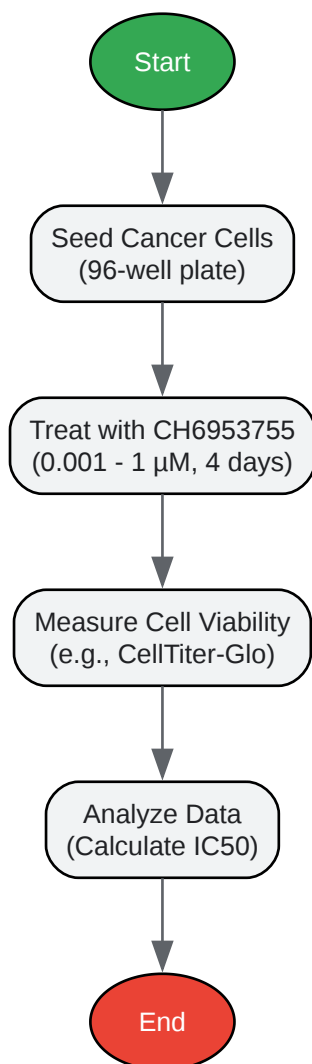 Start
Seed Cancer Cells
(96-well plate)
Treat with CH6953755
(0.001 - 1 µM, 4 days)
Measure Cell Viability
(e.g., CellTiter-Glo)
Analyze Data
(Calculate IC50)
End